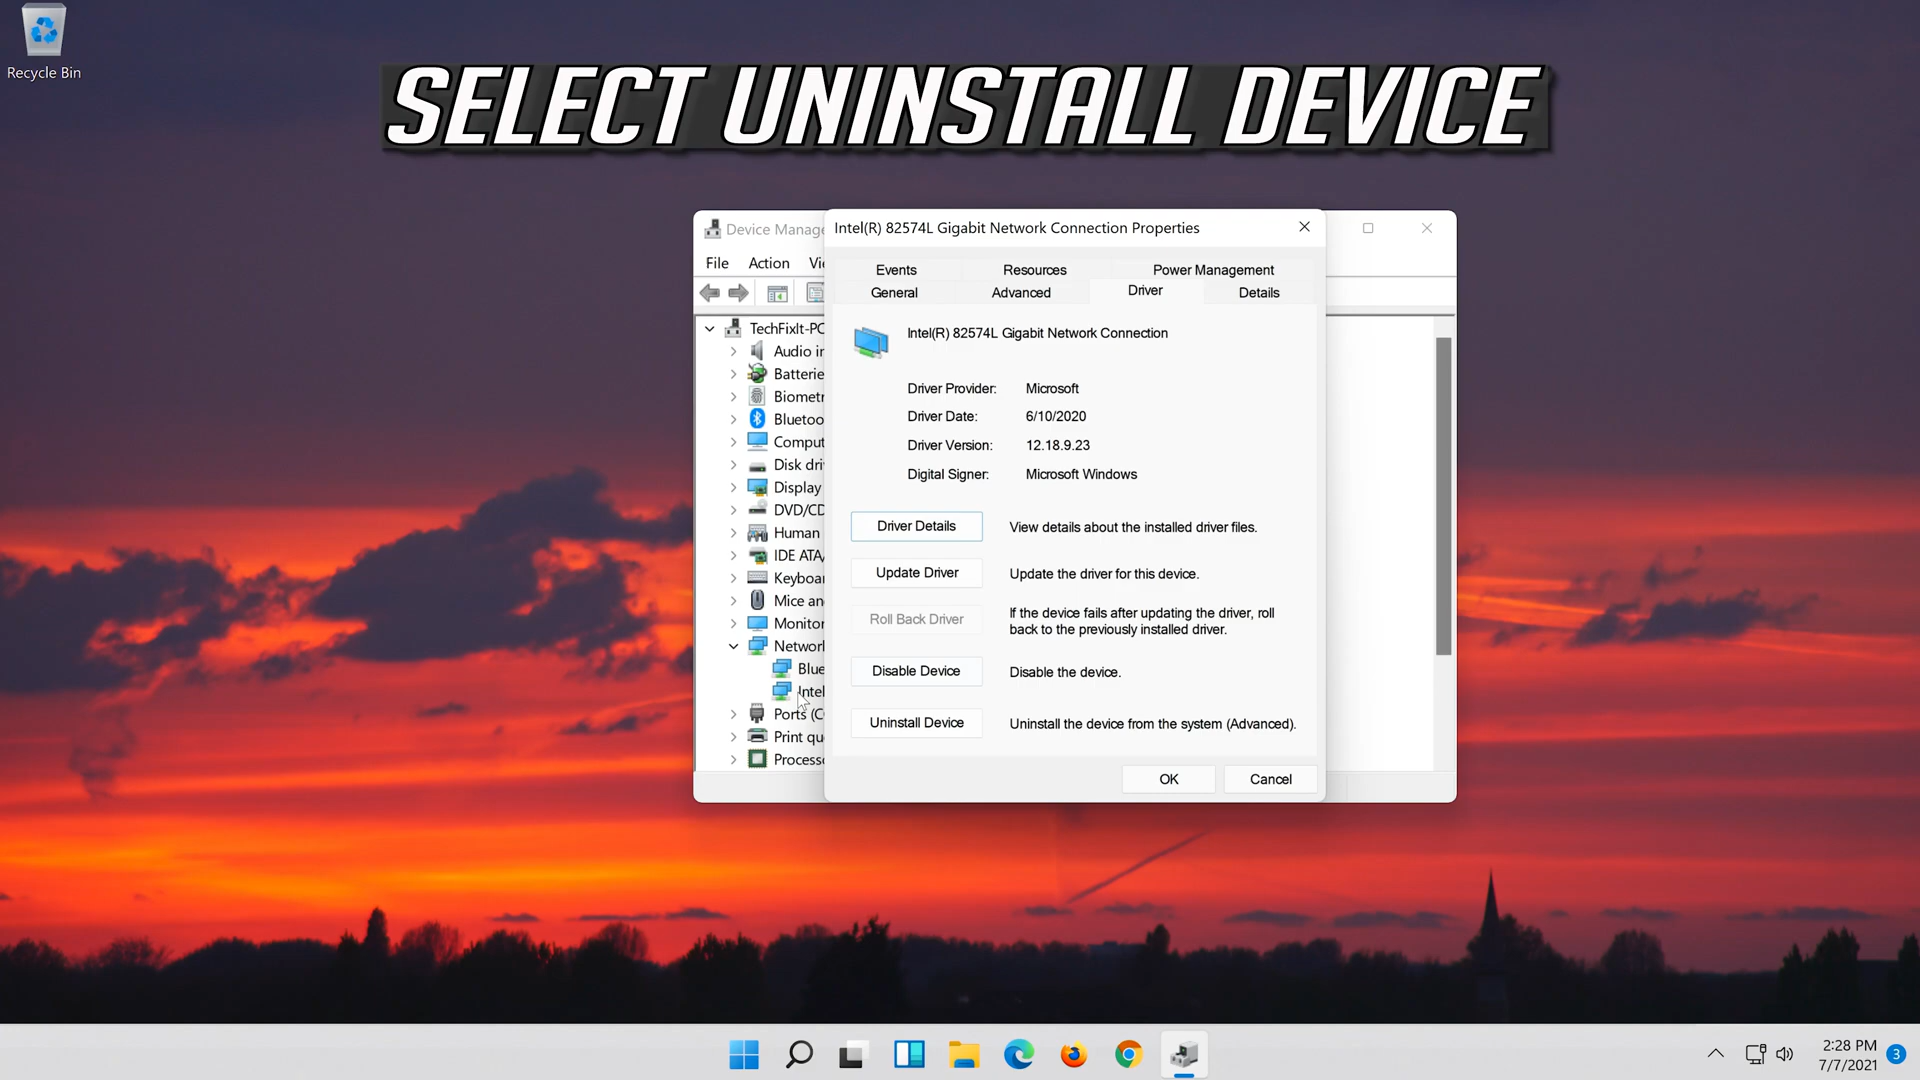 Recycle Bin
SELECT UNINSTALL DEVICE
Device Manage
Intel(R) 82574L Gigabit Network Connection Properties
File Action Vi
Events Resources Power Management
General Advanced Driver Details
TechFixIt-PC
Audio in
Batterie
Biometr
Bluetoo
Comput
Disk dri
Display
DVD/CD
Human
IDE ATA/
Keyboar
Mice an
Monitor
Network
Blue
Intel
Ports (C
Print qu
Processo
Intel(R) 82574L Gigabit Network Connection
Driver Provider: Microsoft
Driver Date: 6/10/2020
Driver Version: 12.18.9.23
Digital Signer: Microsoft Windows
Driver Details View details about the installed driver files.
Update Driver Update the driver for this device.
Roll Back Driver If the device fails after updating the driver, roll
back to the previously installed driver.
Disable Device Disable the device.
Uninstall Device Uninstall the device from the system (Advanced).
OK Cancel
2:28 PM
7/7/2021
3